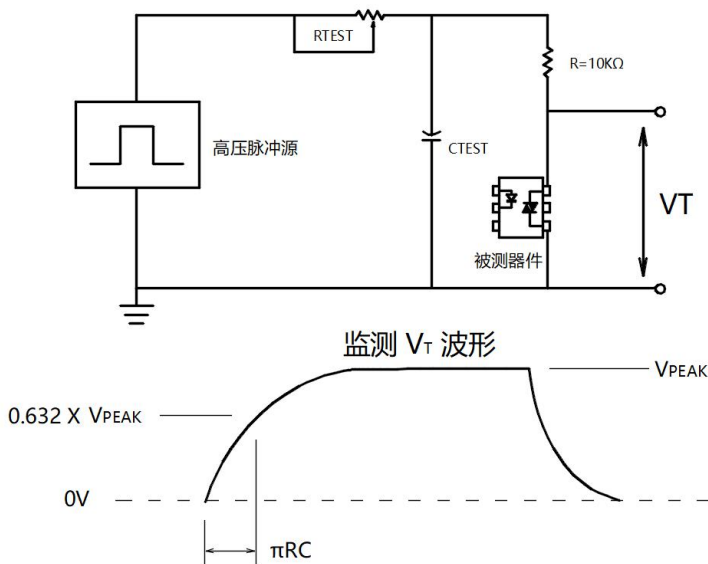 RTEST
R=10KΩ
高压脉冲源
CTEST
VT
被测器件
监测 VT 波形
VPEAK
0.632 X VPEAK
0V
πRC